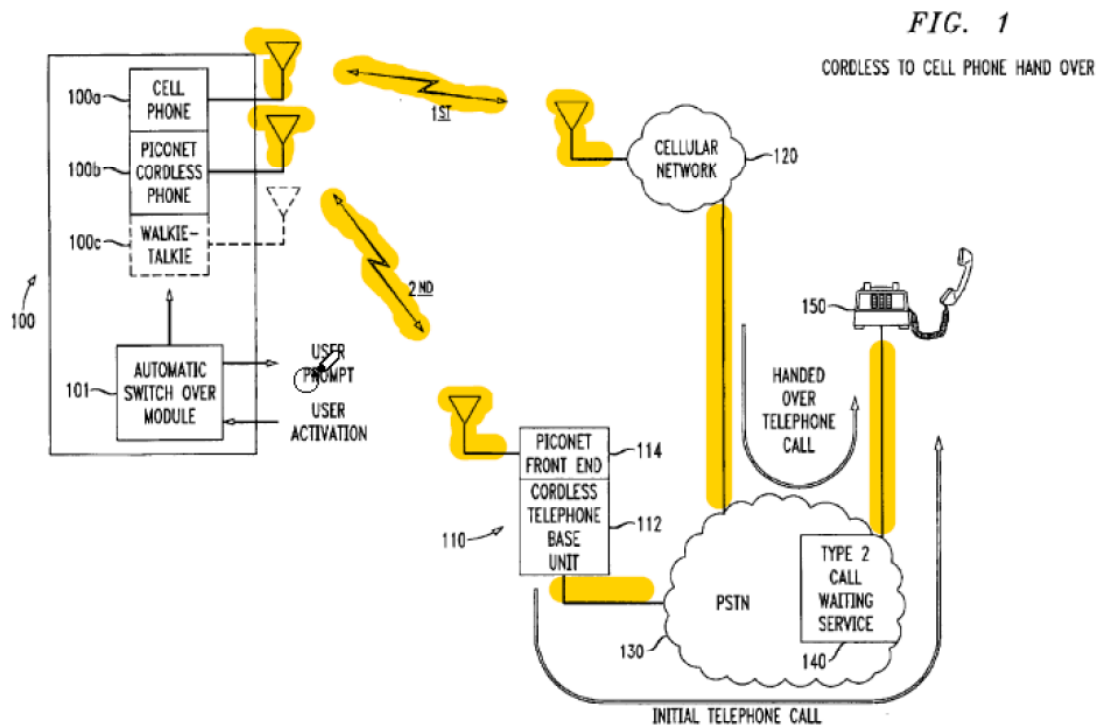 FIG. 1
CORDLESS TO CELL PHONE HAND OVER
100a
CELL
PHONE
100b
PICONET
CORDLESS
PHONE
100c
WALKIE-
TALKIE
100
1ST
2ND
CELLULAR
NETWORK
120
150
101
AUTOMATIC
SWITCH OVER
MODULE
USER
PROMPT
USER
ACTIVATION
HANDED
OVER
TELEPHONE
CALL
PICONET
FRONT END
114
CORDLESS
TELEPHONE
BASE
UNIT
112
110
PSTN
130
TYPE 2
CALL
WAITING
SERVICE
140
INITIAL TELEPHONE CALL